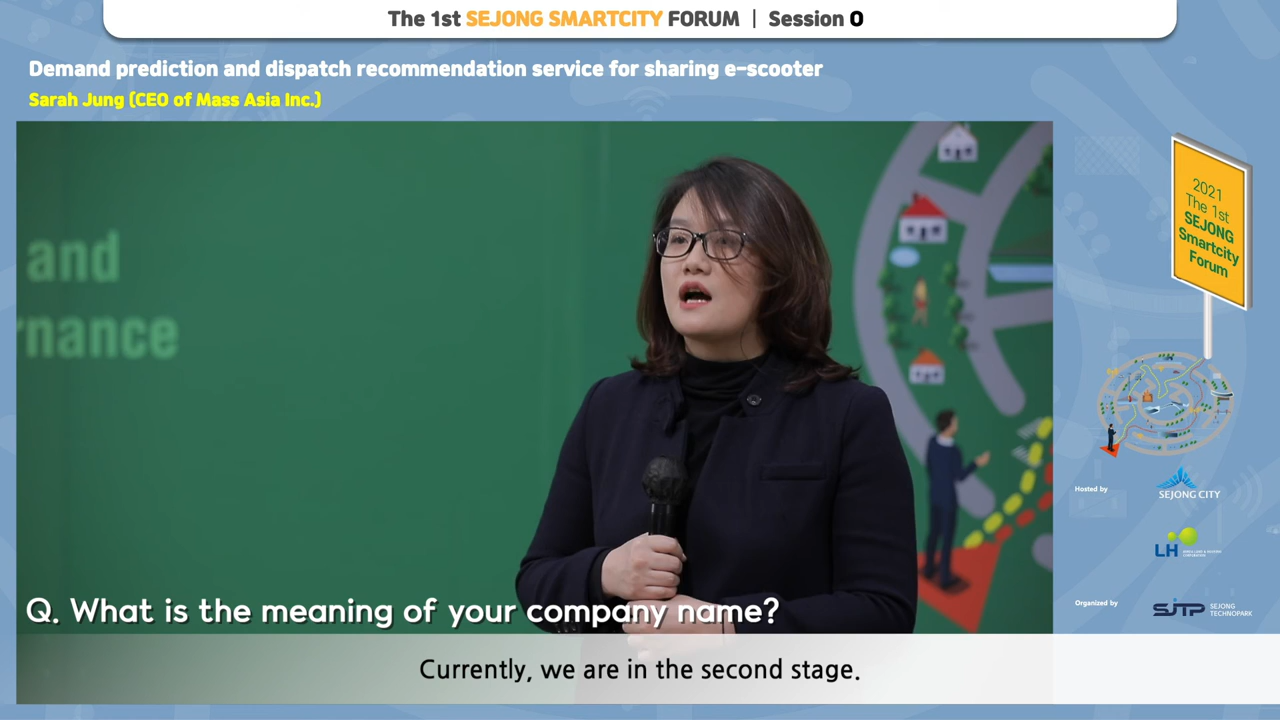 The 1st SEJONG SMARTCITY FORUM | Session 0
Demand prediction and dispatch recommendation service for sharing e-scooter
Sarah Jung (CEO of Mass Asia Inc.)
and
rnance
2021
The 1st
SEJONG
Smartcity
Forum
Hosted by
SEJONG CITY
LH
Organized by
SJTP SEJONG
TECHNOPARK
Q. What is the meaning of your company name?
Currently, we are in the second stage.